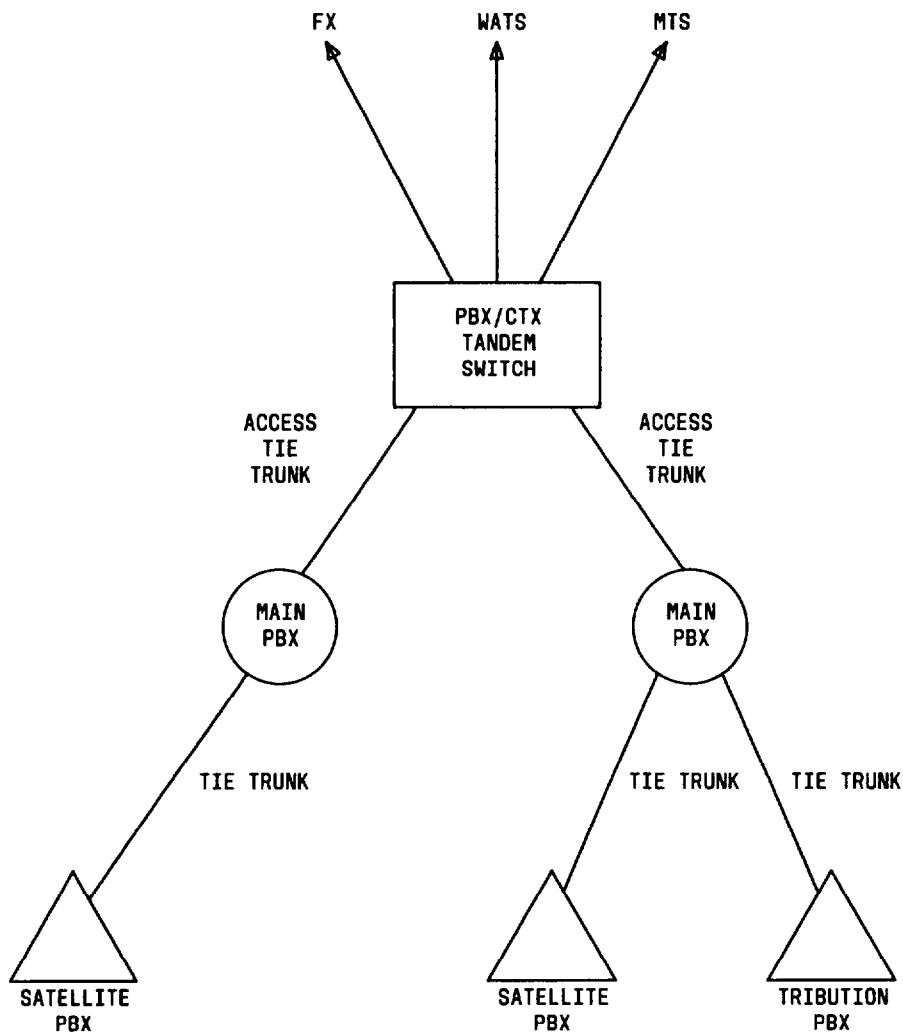 FX WATS MTS
PBX/CTX
TANDEM
SWITCH
ACCESS
TIE
TRUNK
ACCESS
TIE
TRUNK
MAIN
PBX
MAIN
PBX
TIE TRUNK
TIE TRUNK
TIE TRUNK
SATELLITE
PBX
SATELLITE
PBX
TRIBUTION
PBX